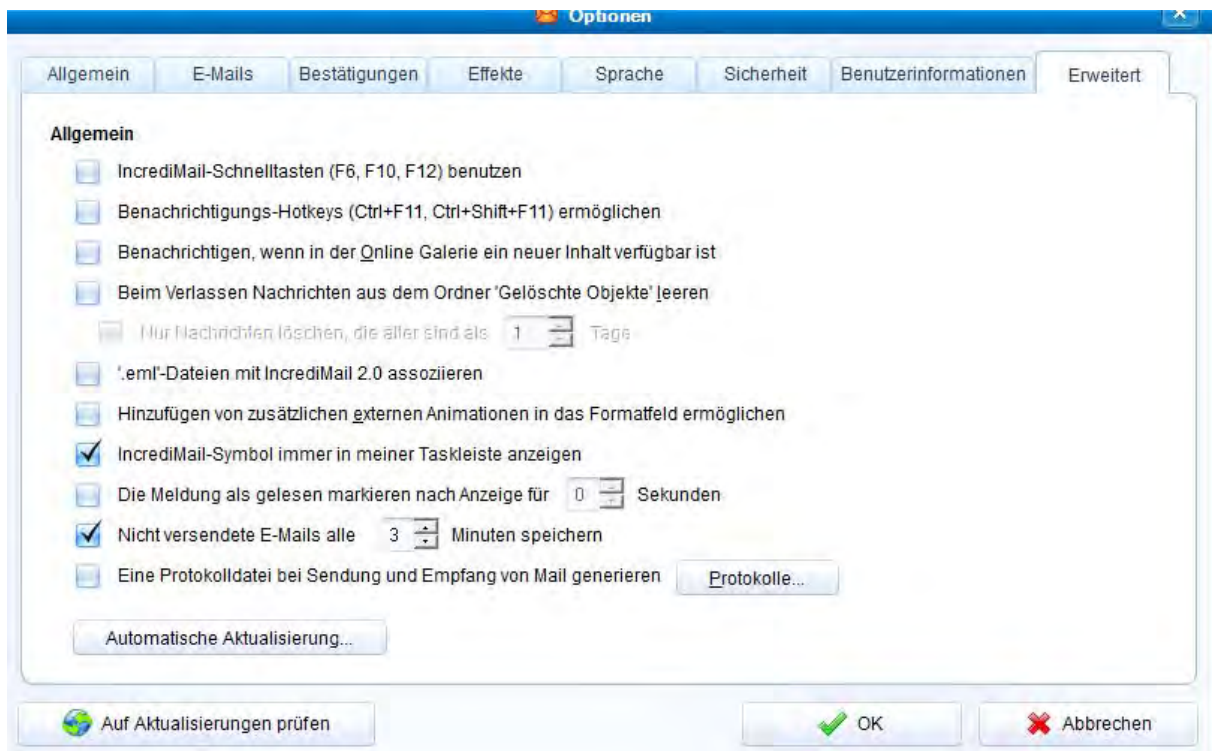 Optionen
Allgemein E-Mails Bestätigungen Effekte Sprache Sicherheit Benutzerinformationen Erweitert
Allgemein
IncrediMail-Schnelltasten (F6, F10, F12) benutzen
Benachrichtigungs-Hotkeys (Ctrl+F11, Ctrl+Shift+F11) ermöglichen
Benachrichtigen, wenn in der Online Galerie ein neuer Inhalt verfügbar ist
Beim Verlassen Nachrichten aus dem Ordner 'Gelöschte Objekte' leeren
Nur Nachrichten löschen, die älter sind als 1 Tage
'.eml'-Dateien mit IncrediMail 2.0 assoziieren
Hinzufügen von zusätzlichen externen Animationen in das Formatfeld ermöglichen
IncrediMail-Symbol immer in meiner Taskleiste anzeigen
Die Meldung als gelesen markieren nach Anzeige für 0 Sekunden
Nicht versendete E-Mails alle 3 Minuten speichern
Eine Protokolldatei bei Sendung und Empfang von Mail generieren Protokolle...
Automatische Aktualisierung...
Auf Aktualisierungen prüfen OK Abbrechen